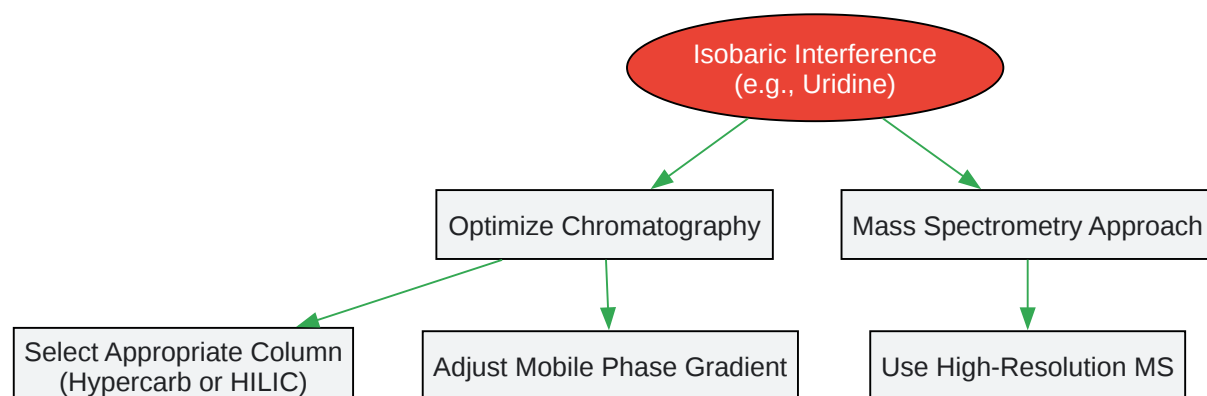 Isobaric Interference
(e.g., Uridine)
Optimize Chromatography
Mass Spectrometry Approach
Select Appropriate Column
(Hypercarb or HILIC)
Adjust Mobile Phase Gradient
Use High-Resolution MS